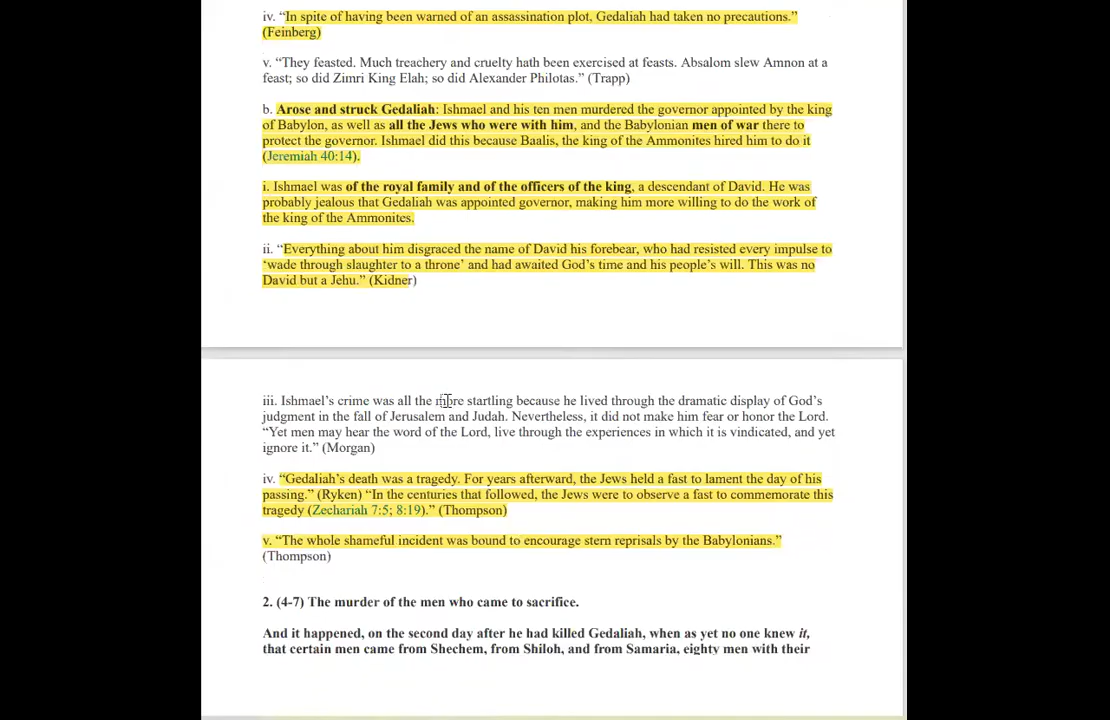 iv. “In spite of having been warned of an assassination plot, Gedaliah had taken no precautions.”
(Feinberg)
v. “They feasted. Much treachery and cruelty hath been exercised at feasts. Absalom slew Amnon at a
feast; so did Zimri King Elah; so did Alexander Philotas.” (Trapp)
b. Arose and struck Gedaliah: Ishmael and his ten men murdered the governor appointed by the king
of Babylon, as well as all the Jews who were with him, and the Babylonian men of war there to
protect the governor. Ishmael did this because Baalis, the king of the Ammonites hired him to do it
(Jeremiah 40:14).
i. Ishmael was of the royal family and of the officers of the king, a descendant of David. He was
probably jealous that Gedaliah was appointed governor, making him more willing to do the work of
the king of the Ammonites.
ii. “Everything about him disgraced the name of David his forebear, who had resisted every impulse to
‘wade through slaughter to a throne’ and had awaited God’s time and his people’s will. This was no
David but a Jehu.” (Kidner)
iii. Ishmael’s crime was all the more startling because he lived through the dramatic display of God’s
judgment in the fall of Jerusalem and Judah. Nevertheless, it did not make him fear or honor the Lord.
“Yet men may hear the word of the Lord, live through the experiences in which it is vindicated, and yet
ignore it.” (Morgan)
iv. “Gedaliah’s death was a tragedy. For years afterward, the Jews held a fast to lament the day of his
passing.” (Ryken) “In the centuries that followed, the Jews were to observe a fast to commemorate this
tragedy (Zechariah 7:5; 8:19).” (Thompson)
v. “The whole shameful incident was bound to encourage stern reprisals by the Babylonians.”
(Thompson)
2. (4-7) The murder of the men who came to sacrifice.
And it happened, on the second day after he had killed Gedaliah, when as yet no one knew it,
that certain men came from Shechem, from Shiloh, and from Samaria, eighty men with their